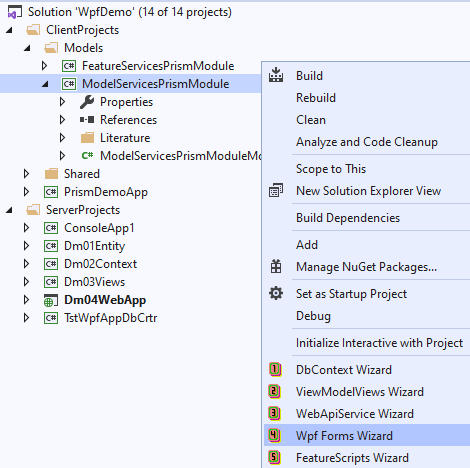 Solution 'WpfDemo' (14 of 14 projects)
ClientProjects
Models
C# FeatureServicesPrismModule
C# ModelServicesPrismModule
Properties
References
Literature
C# ModelServicesPrismModuleMo
Shared
C# PrismDemoApp
ServerProjects
C# ConsoleApp1
C# Dm01Entity
C# Dm02Context
C# Dm03Views
Dm04WebApp
C# TstWpfAppDbCrtr
Build
Rebuild
Clean
Analyze and Code Cleanup
Scope to This
New Solution Explorer View
Build Dependencies
Add
Manage NuGet Packages...
Set as Startup Project
Debug
Initialize Interactive with Project
1 DbContext Wizard
2 ViewModelViews Wizard
3 WebApiService Wizard
4 Wpf Forms Wizard
5 FeatureScripts Wizard